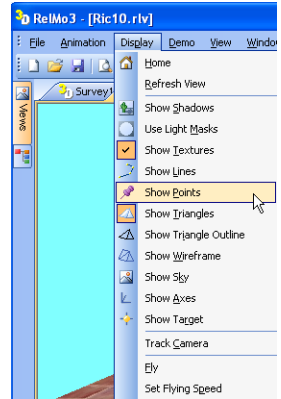 RelMo3 - [Ric10.rlv]
File Animation Display Demo View Windo
Survey1
Views
Home
Refresh View
Show Shadows
Use Light Masks
Show Textures
Show Lines
Show Points
Show Triangles
Show Triangle Outline
Show Wireframe
Show Sky
Show Axes
Show Target
Track Camera
Fly
Set Flying Speed